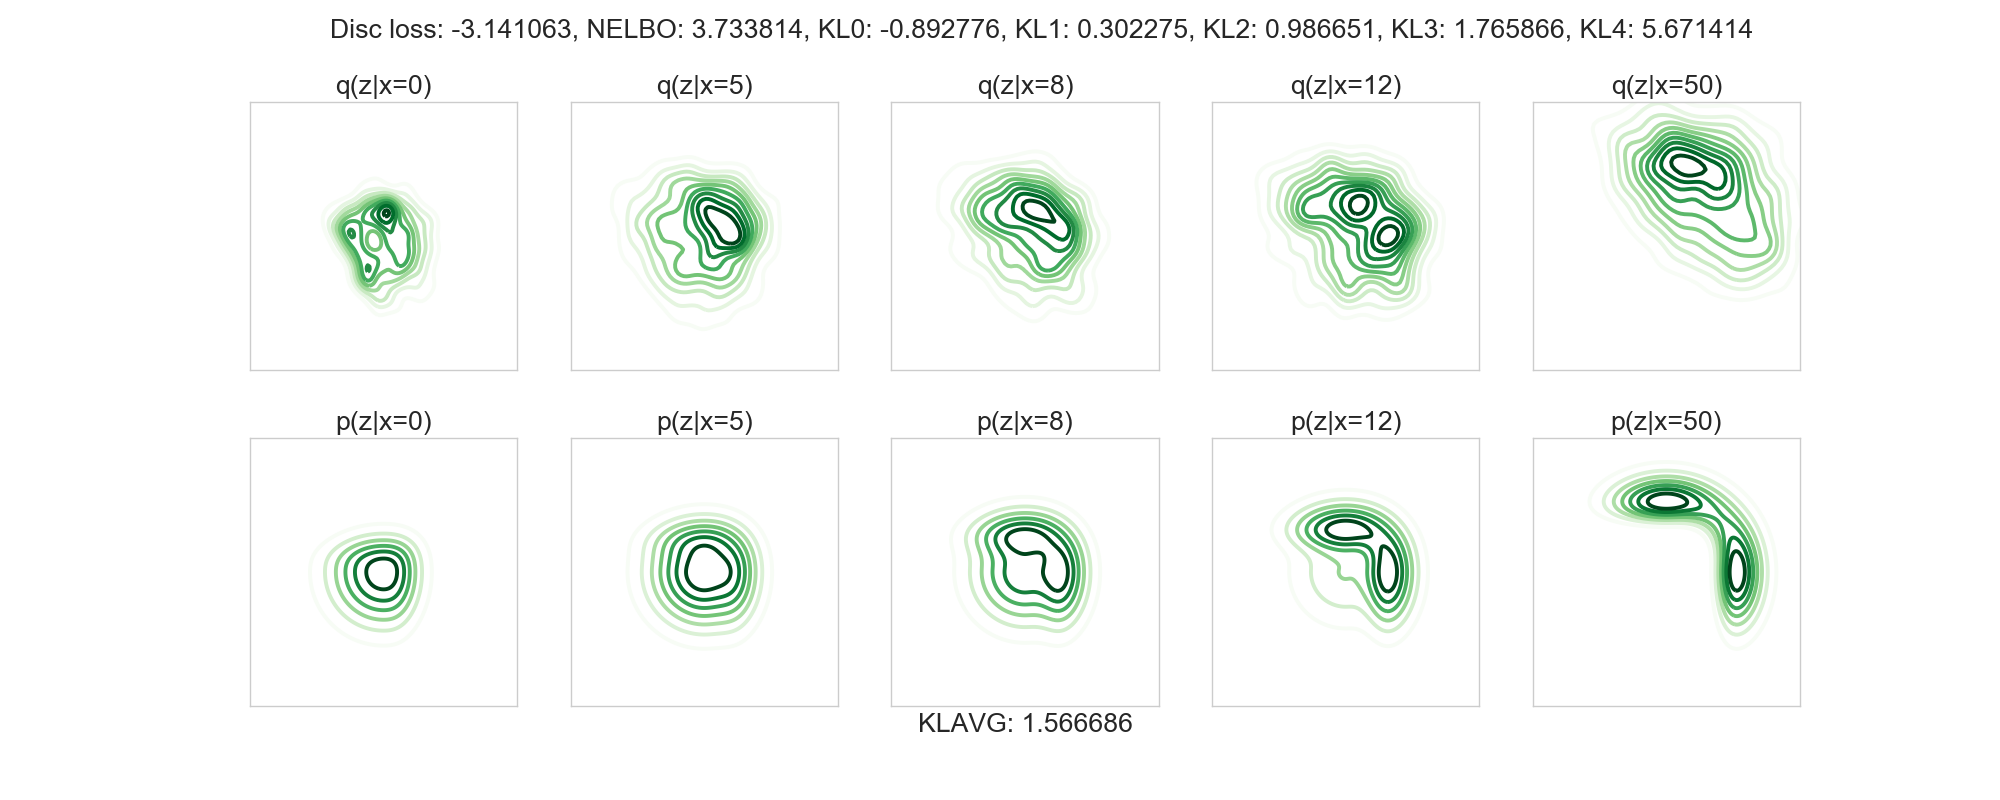 Disc loss: -3.141063, NELBO: 3.733814, KL0: -0.892776, KL1: 0.302275, KL2: 0.986651, KL3: 1.765866, KL4: 5.671414
q(z|x=0) q(z|x=5) q(z|x=8) q(z|x=12) q(z|x=50)
p(z|x=0) p(z|x=5) p(z|x=8) p(z|x=12) p(z|x=50)
KLAVG: 1.566686